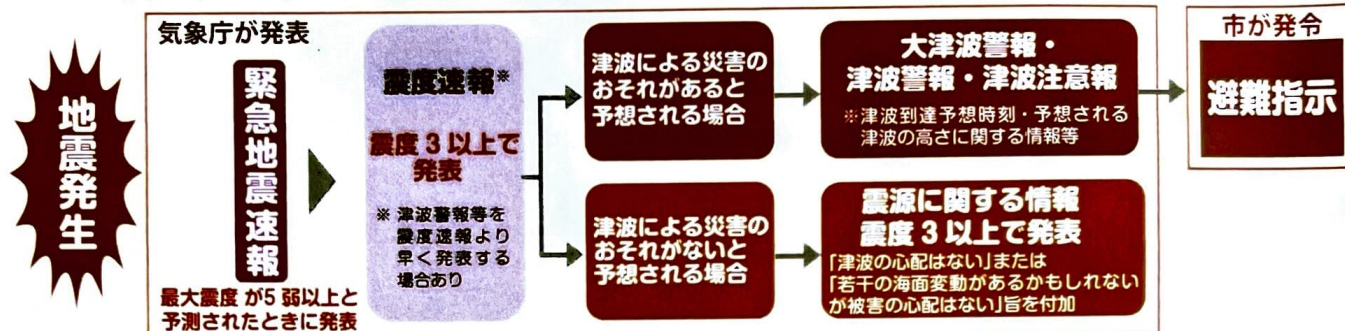 地震発生
気象庁が発表
緊急地震速報
最大震度が5弱以上と
予測されたときに発表
震度速報※
震度3以上で
発表
※ 津波警報等を
震度速報より
早く発表する
場合あり
津波による災害の
おそれがあると
予想される場合
大津波警報・
津波警報・津波注意報
※津波到達予想時刻・予想される
津波の高さに関する情報等
津波による災害の
おそれがないと
予想される場合
震源に関する情報
震度3以上で発表
「津波の心配はない」または
「若干の海面変動があるかもしれない
が被害の心配はない」旨を付加
市が発令
避難指示